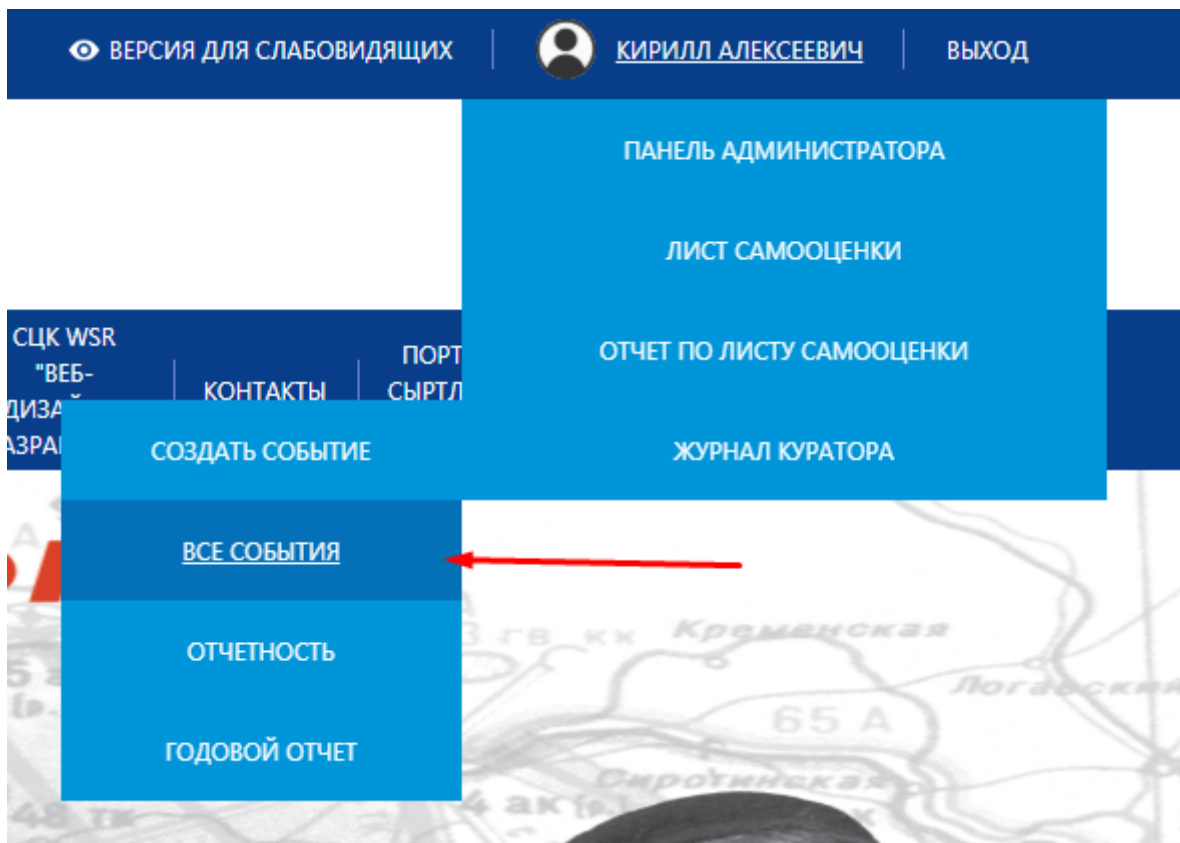 ВЕРСИЯ ДЛЯ СЛАБОВИДЯЩИХ
КИРИЛЛ АЛЕКСЕЕВИЧ
ВЫХОД
ПАНЕЛЬ АДМИНИСТРАТОРА
ЛИСТ САМООЦЕНКИ
ОТЧЕТ ПО ЛИСТУ САМООЦЕНКИ
ЖУРНАЛ КУРАТОРА
СЦК WSR
"ВЕБ-
КОНТАКТЫ
ПОРТ
СЫРТЛ
СОЗДАТЬ СОБЫТИЕ
ВСЕ СОБЫТИЯ
ОТЧЕТНОСТЬ
ГОДОВОЙ ОТЧЕТ
Кременская
65 А
Сиротинская